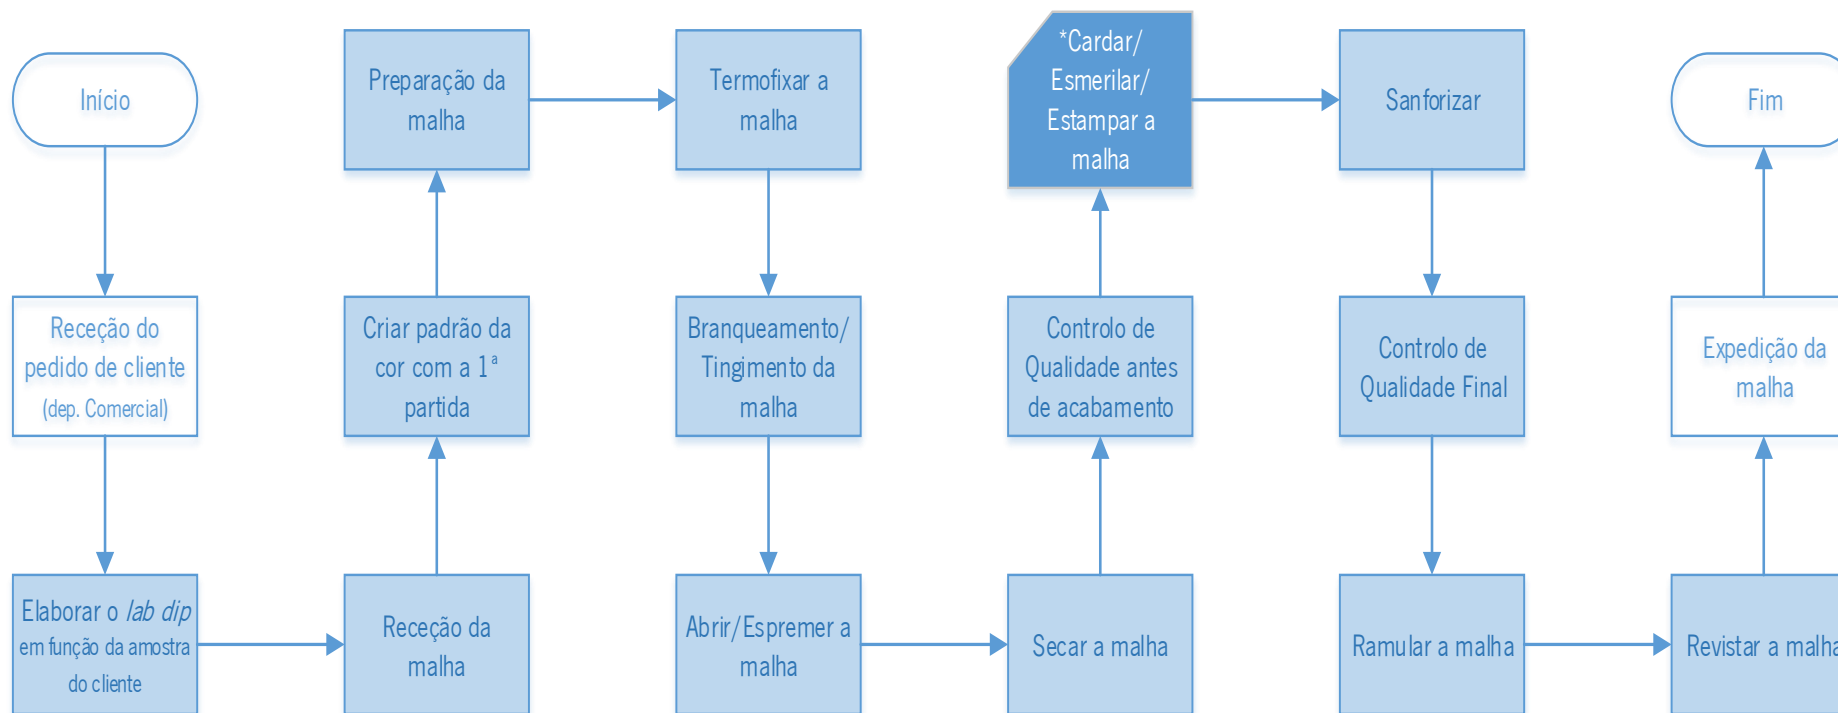 Início
Receção do
pedido de cliente
(dep. Comercial)
Elaborar o lab dip
em função da amostra
do cliente
Receção da
malha
Criar padrão da
cor com a 1ª
partida
Preparação da
malha
Termofixar a
malha
Branqueamento/
Tingimento da
malha
Abrir/Espremer a
malha
Secar a malha
Controlo de
Qualidade antes
de acabamento
*Cardar/
Esmerilar/
Estampar a
malha
Sanforizar
Controlo de
Qualidade Final
Ramular a malha
Revistar a malha
Expedição da
malha
Fim